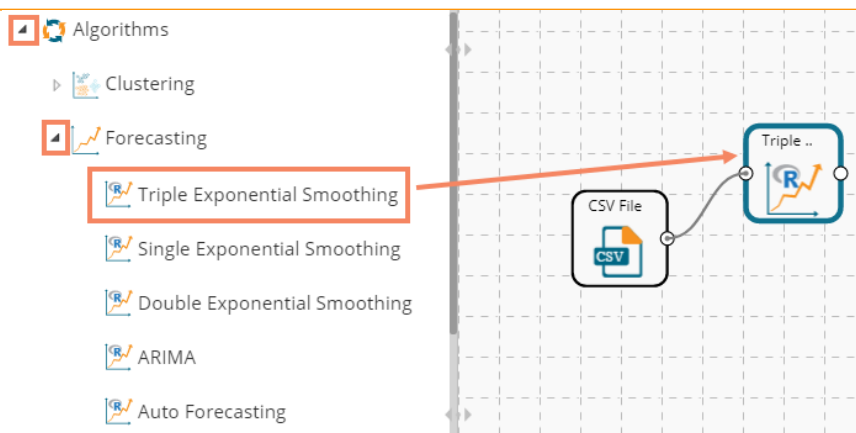 Algorithms
Clustering
Forecasting
Triple Exponential Smoothing
Single Exponential Smoothing
Double Exponential Smoothing
ARIMA
Auto Forecasting
CSV File
CSV
Triple ..
R